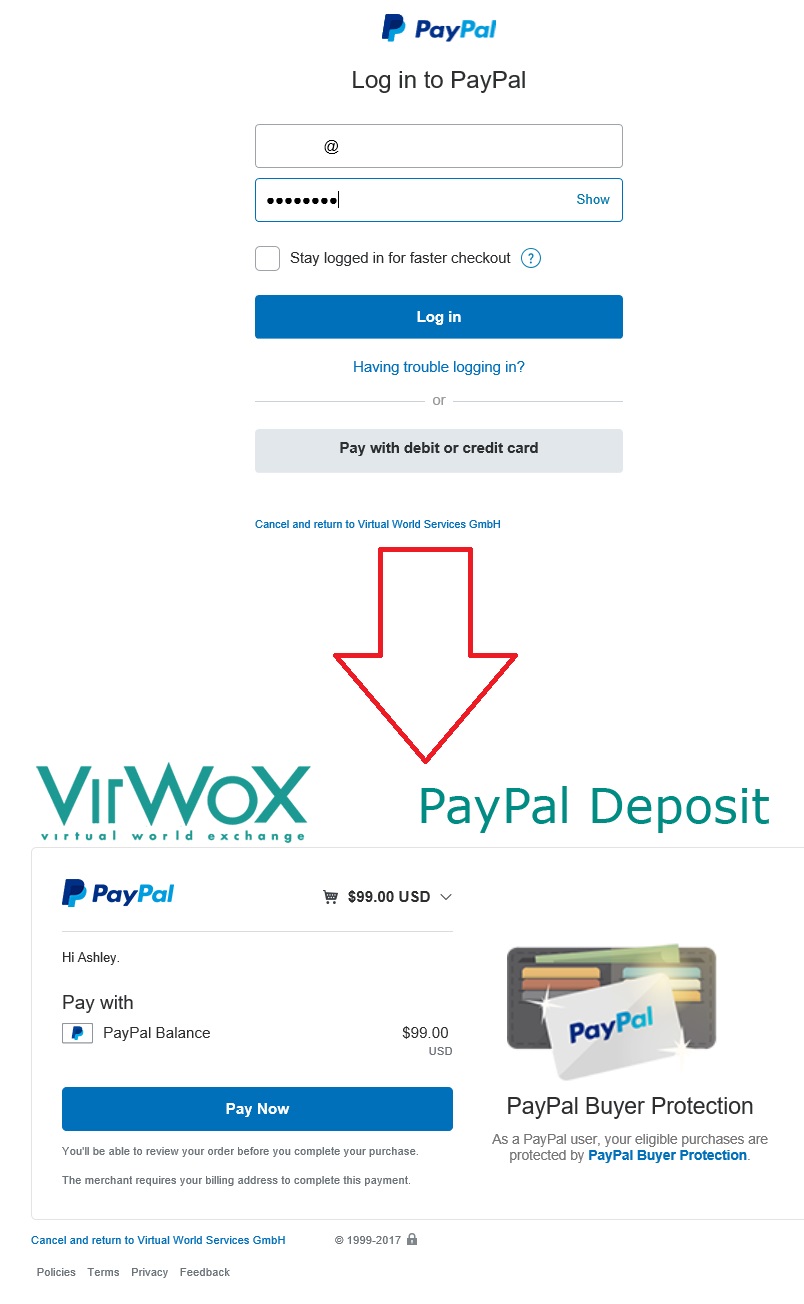 PayPal
Log in to PayPal
@
●●●●●●●●
Show
Stay logged in for faster checkout ?
Log in
Having trouble logging in?
or
Pay with debit or credit card
Cancel and return to Virtual World Services GmbH
VirWoX
virtual world exchange
PayPal Deposit
PayPal
$99.00 USD
Hi Ashley.
Pay with
PayPal Balance $99.00
USD
Pay Now
You'll be able to review your order before you complete your purchase.
The merchant requires your billing address to complete this payment.
PayPal
PayPal Buyer Protection
As a PayPal user, your eligible purchases are
protected by PayPal Buyer Protection.
Cancel and return to Virtual World Services GmbH © 1999-2017
Policies Terms Privacy Feedback